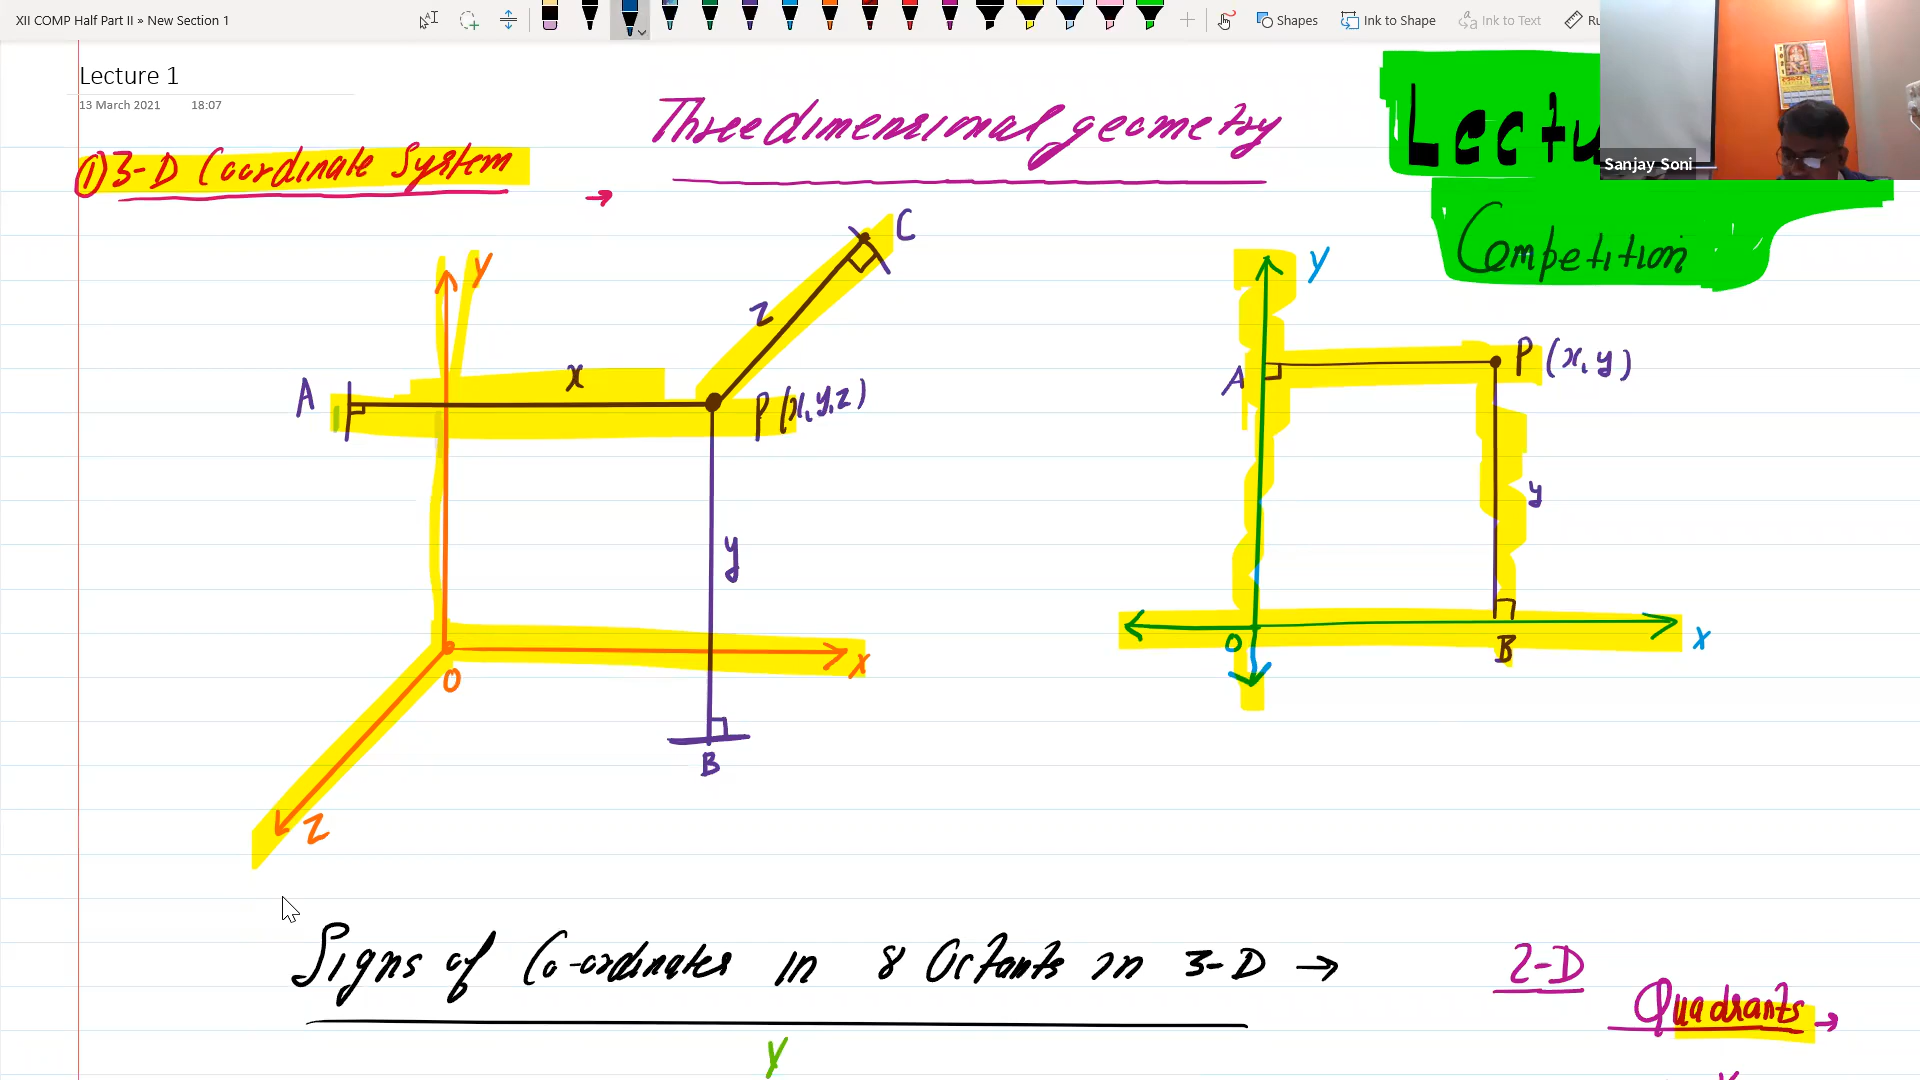 XII COMP Half Part II » New Section 1
Shapes
Ink to Shape
Ink to Text
Lecture 1
13 March 2021 18:07
Three dimensional geometry
Sanjay Soni
① 3-D Coordinate System →
Competition
Y
C
Z
x
A
P (x, y, z)
y
X
O
B
Z
Y
A
P (x, y)
y
O
B
X
Signs of Co-ordinates in 8 Octants in 3-D →
2-D
Quadrants →
Y